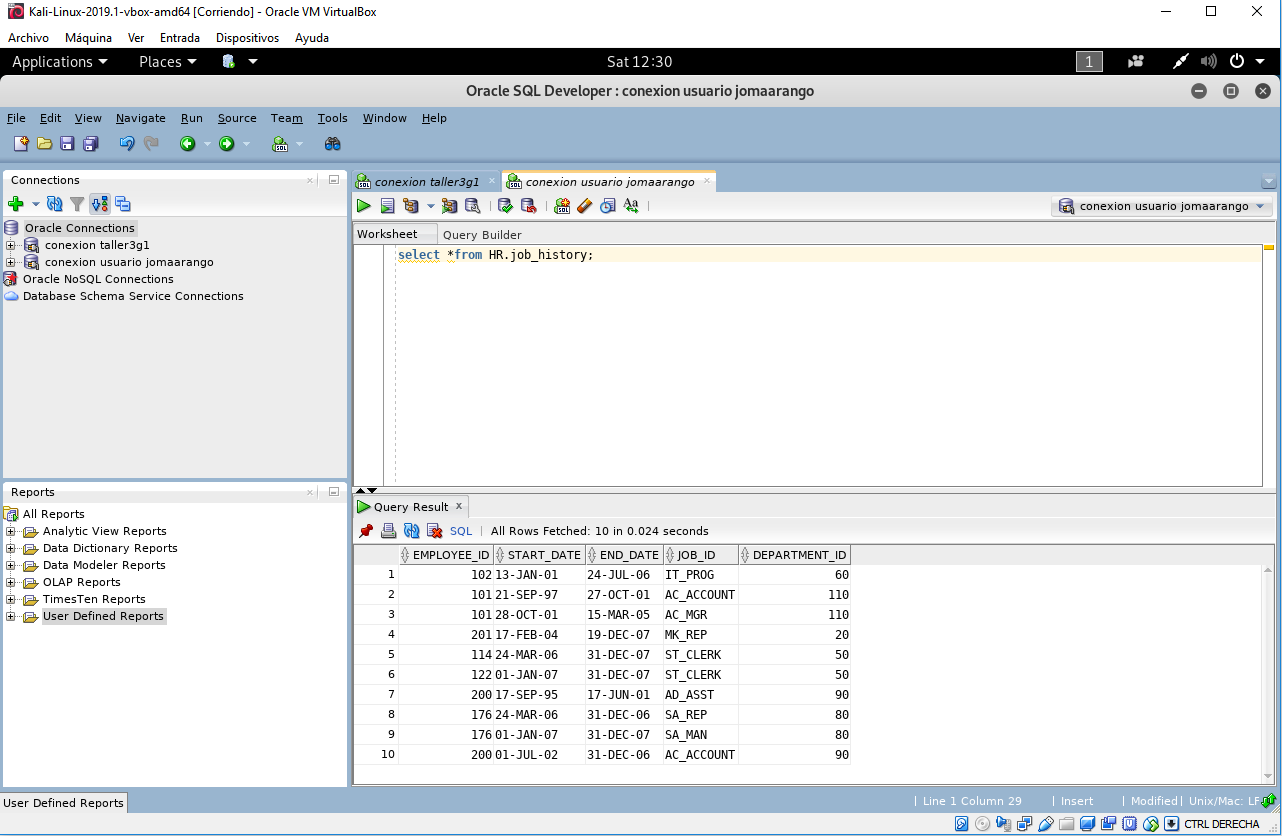 Kali-Linux-2019.1-vbox-amd64 [Corriendo] - Oracle VM VirtualBox
Archivo Máquina Ver Entrada Dispositivos Ayuda
Applications Places Sat 12:30 1
Oracle SQL Developer : conexion usuario jomaarango
File Edit View Navigate Run Source Team Tools Window Help
Connections
Oracle Connections
conexion taller3g1
conexion usuario jomaarango
Oracle NoSQL Connections
Database Schema Service Connections
Reports
All Reports
Analytic View Reports
Data Dictionary Reports
Data Modeler Reports
OLAP Reports
TimesTen Reports
User Defined Reports
conexion taller3g1 conexion usuario jomaarango
conexion usuario jomaarango
Worksheet Query Builder
select *from HR.job_history;
Query Result
SQL | All Rows Fetched: 10 in 0.024 seconds
EMPLOYEE_ID START_DATE END_DATE JOB_ID DEPARTMENT_ID
1 102 13-JAN-01 24-JUL-06 IT_PROG 60
2 101 21-SEP-97 27-OCT-01 AC_ACCOUNT 110
3 101 28-OCT-01 15-MAR-05 AC_MGR 110
4 201 17-FEB-04 19-DEC-07 MK_REP 20
5 114 24-MAR-06 31-DEC-07 ST_CLERK 50
6 122 01-JAN-07 31-DEC-07 ST_CLERK 50
7 200 17-SEP-95 17-JUN-01 AD_ASST 90
8 176 24-MAR-06 31-DEC-06 SA_REP 80
9 176 01-JAN-07 31-DEC-07 SA_MAN 80
10 200 01-JUL-02 31-DEC-06 AC_ACCOUNT 90
User Defined Reports
| Line 1 Column 29 | Insert | Modified | Unix/Mac: LF
CTRL DERECHA